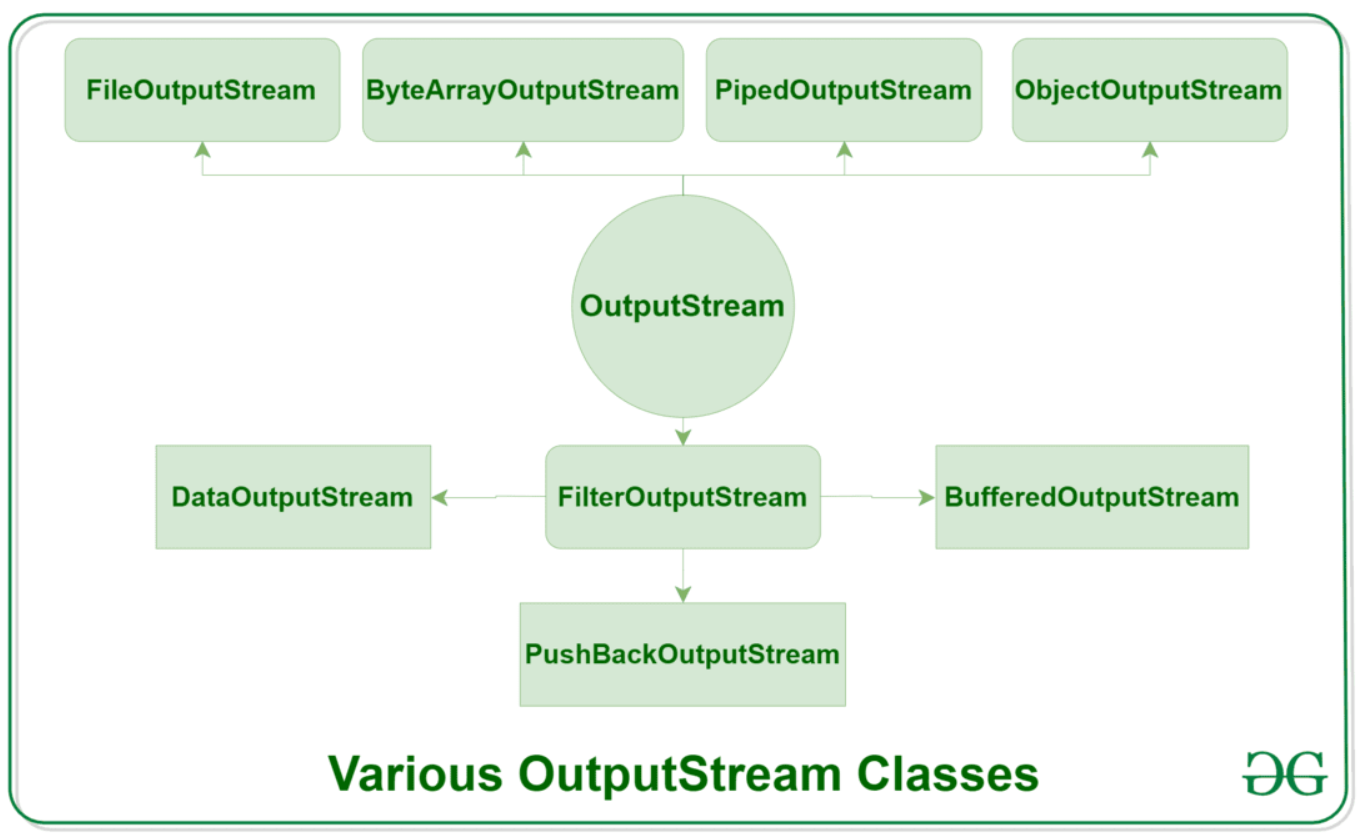 FileOutputStream
ByteArrayOutputStream
PipedOutputStream
ObjectOutputStream
OutputStream
DataOutputStream
FilterOutputStream
BufferedOutputStream
PushBackOutputStream
Various OutputStream Classes